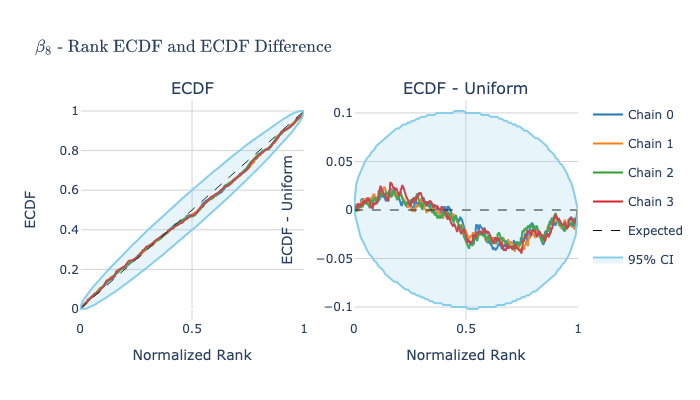 β₈ - Rank ECDF and ECDF Difference
ECDF
ECDF - Uniform
ECDF
1
0.8
0.6
0.4
0.2
0
0
0.5
1
Normalized Rank
ECDF - Uniform
0.1
0.05
0
−0.05
−0.1
0
0.5
1
Normalized Rank
Chain 0
Chain 1
Chain 2
Chain 3
Expected
95% CI